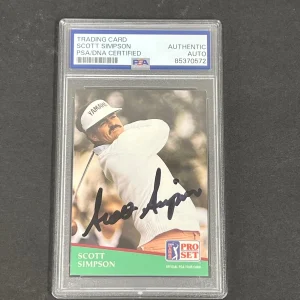 TRADING CARD
SCOTT SIMPSON
PSA/DNA CERTIFIED
AUTHENTIC
AUTO
85370572
PSA
YAMAHA
Scott Simpson
SCOTT
SIMPSON
PGA TOUR
PRO
SET